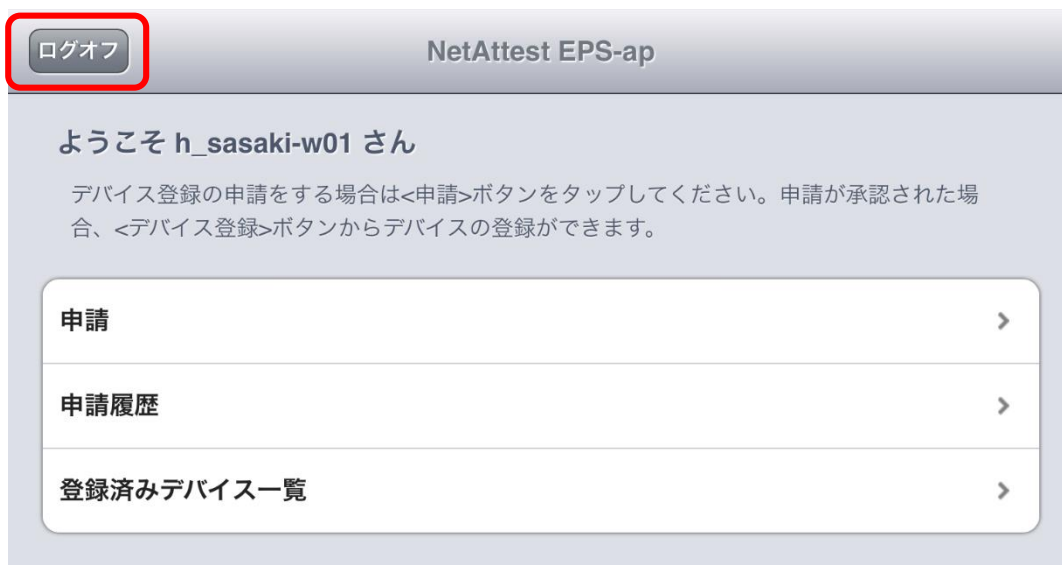 ログオフ
NetAttest EPS-ap
ようこそ h_sasaki-w01 さん
デバイス登録の申請をする場合は<申請>ボタンをタップしてください。申請が承認された場
合、<デバイス登録>ボタンからデバイスの登録ができます。
申請
申請履歴
登録済みデバイス一覧